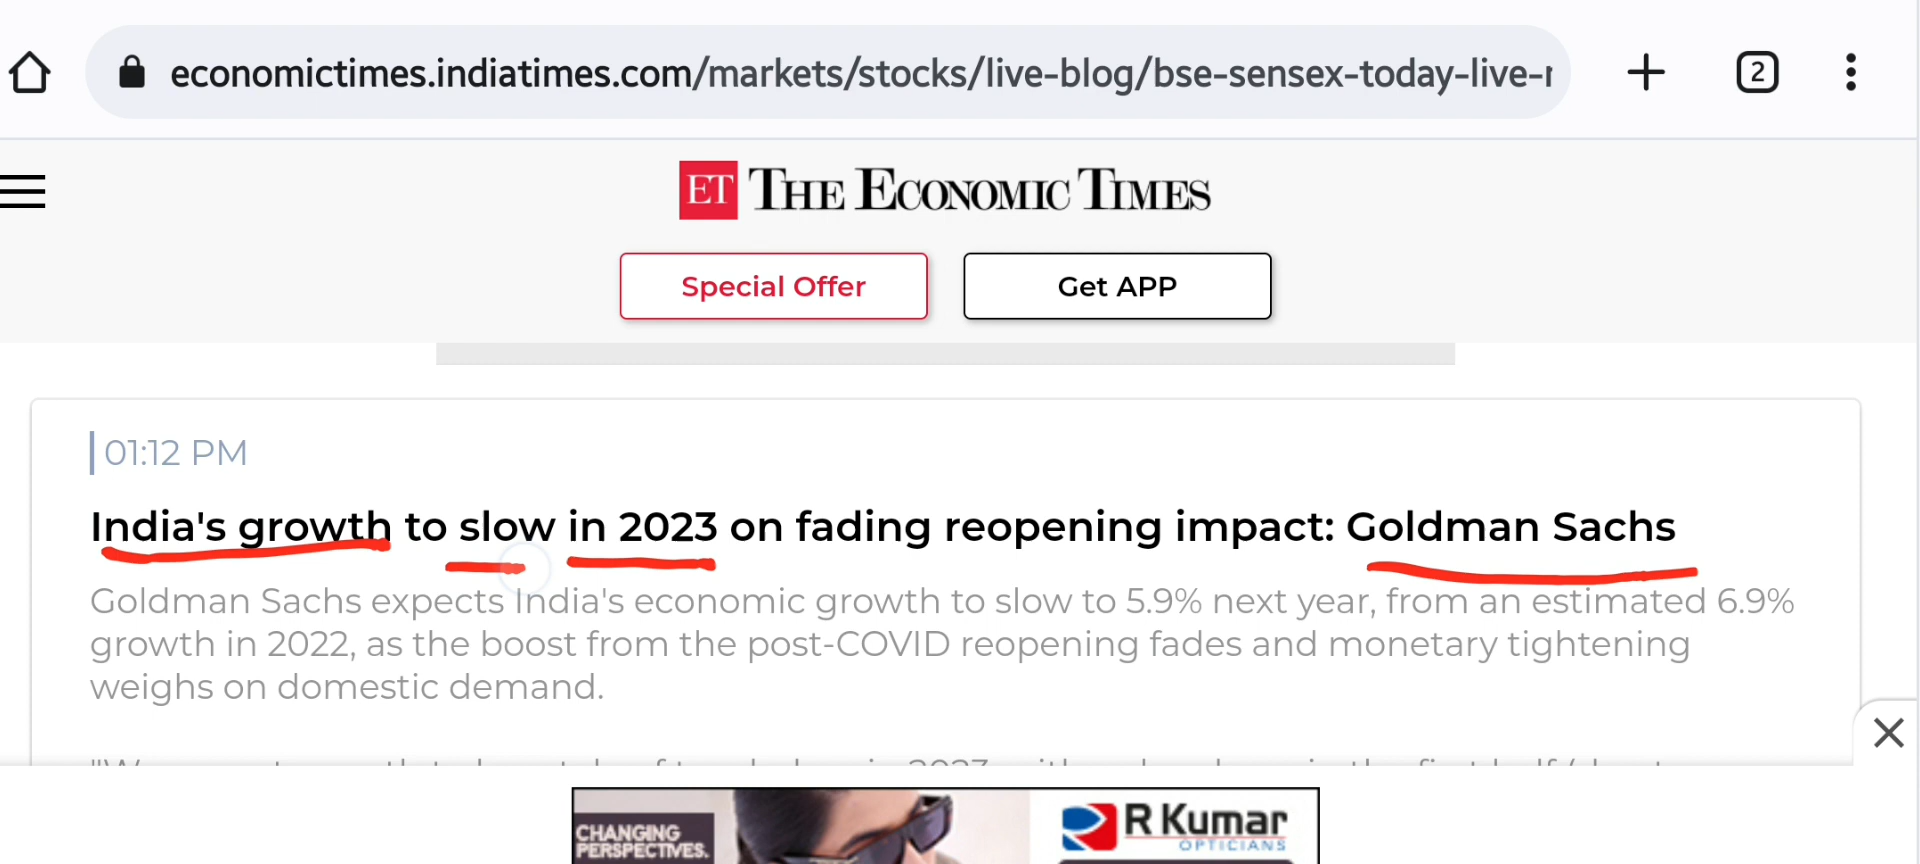 economictimes.indiatimes.com/markets/stocks/live-blog/bse-sensex-today-live-r
2
ET THE ECONOMIC TIMES
Special Offer
Get APP
01:12 PM
India's growth to slow in 2023 on fading reopening impact: Goldman Sachs
Goldman Sachs expects India's economic growth to slow to 5.9% next year, from an estimated 6.9%
growth in 2022, as the boost from the post-COVID reopening fades and monetary tightening
weighs on domestic demand.
CHANGING
PERSPECTIVES.
R Kumar
OPTICIANS